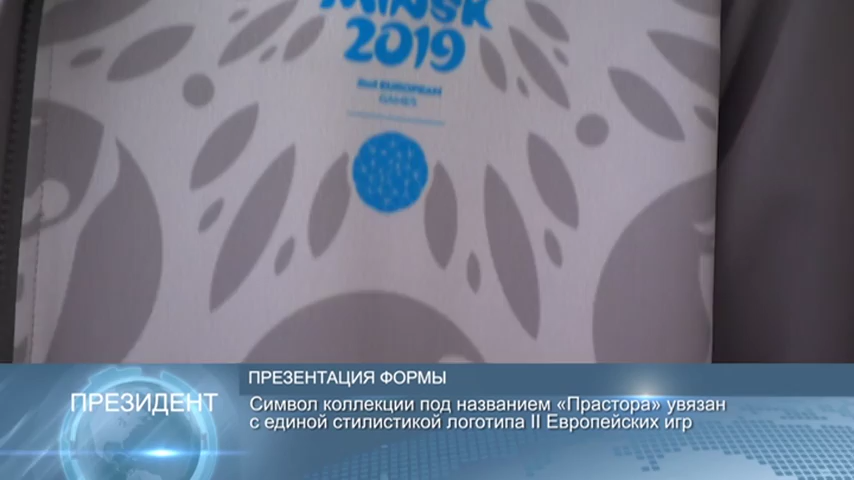 MINSK
2019
IInd EUROPEAN
GAMES
ПРЕЗЕНТАЦИЯ ФОРМЫ
ПРЕЗИДЕНТ
Символ коллекции под названием «Прастора» увязан
с единой стилистикой логотипа II Европейских игр